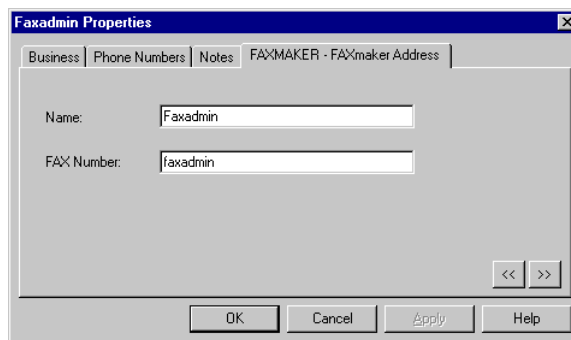 Faxadmin Properties
Business Phone Numbers Notes FAXMAKER - FAXmaker Address
Name: Faxadmin
FAX Number: faxadmin
<< >>
OK Cancel Apply Help